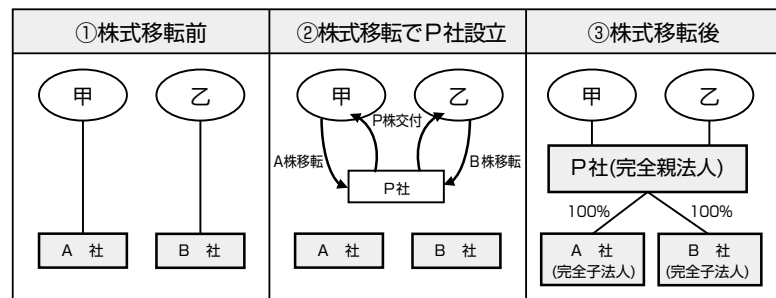 ①株式移転前
②株式移転でP社設立
③株式移転後
甲
乙
A 社
B 社
甲
乙
P株交付
A株移転
B株移転
P社
A 社
B 社
甲
乙
P社(完全親法人)
100%
100%
A 社
(完全子法人)
B 社
(完全子法人)